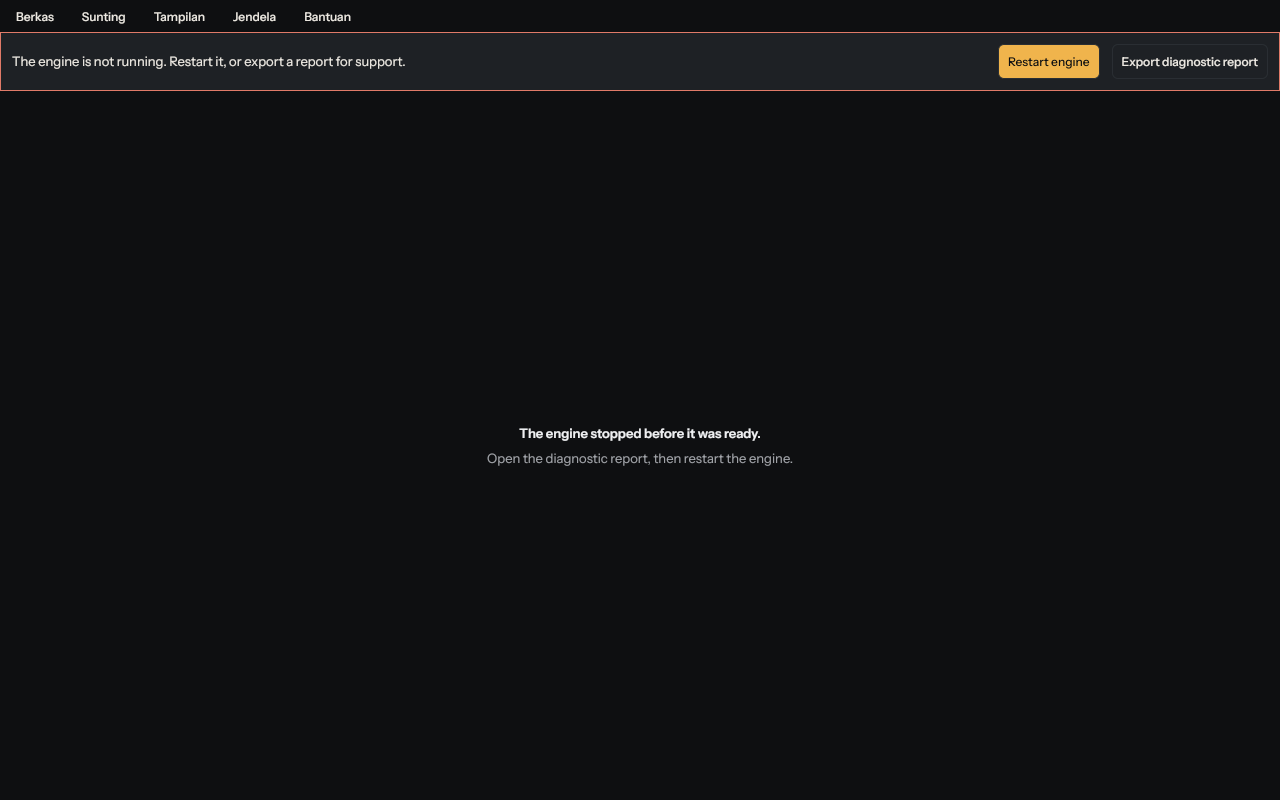 Berkas Sunting Tampilan Jendela Bantuan
The engine is not running. Restart it, or export a report for support. Restart engine Export diagnostic report
The engine stopped before it was ready.
Open the diagnostic report, then restart the engine.